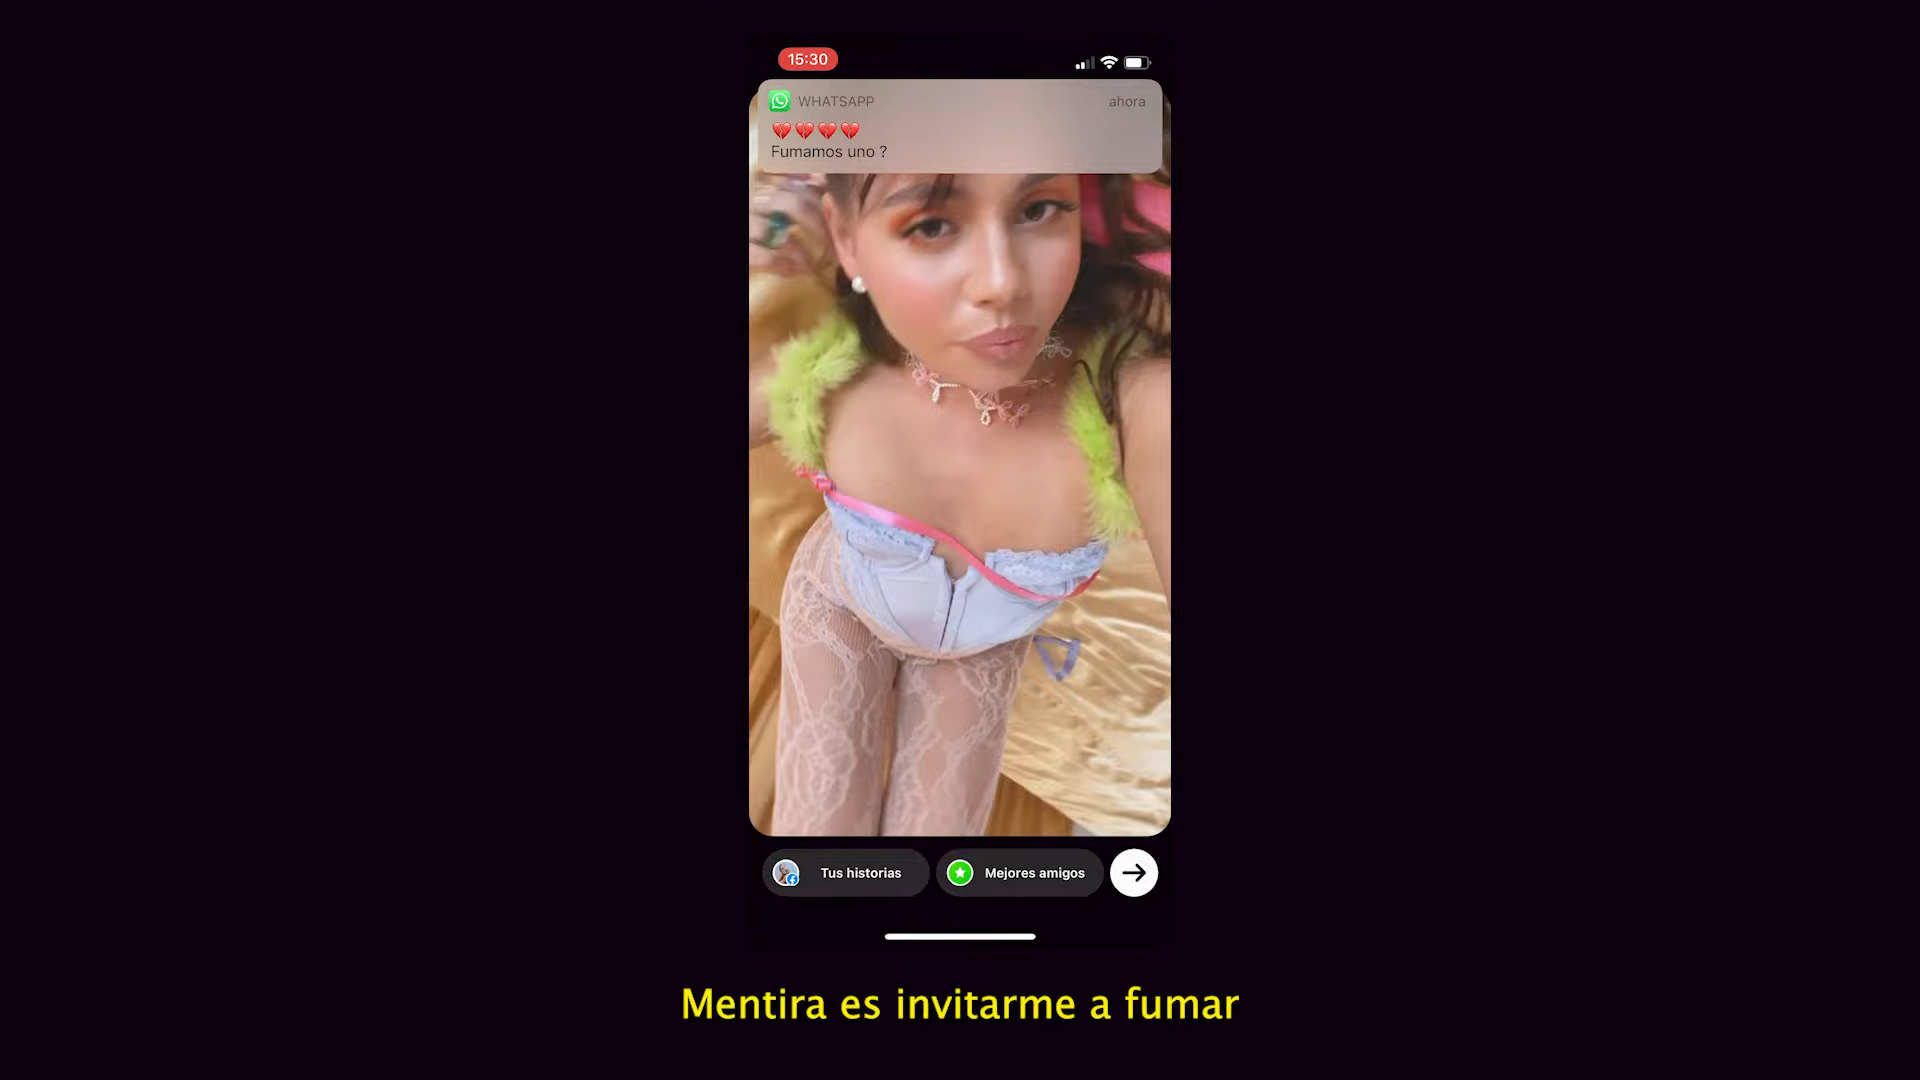 15:30
WHATSAPP ahora
💔💔💔💔
Fumamos uno ?
Tus historias
Mejores amigos
Mentira es invitarme a fumar